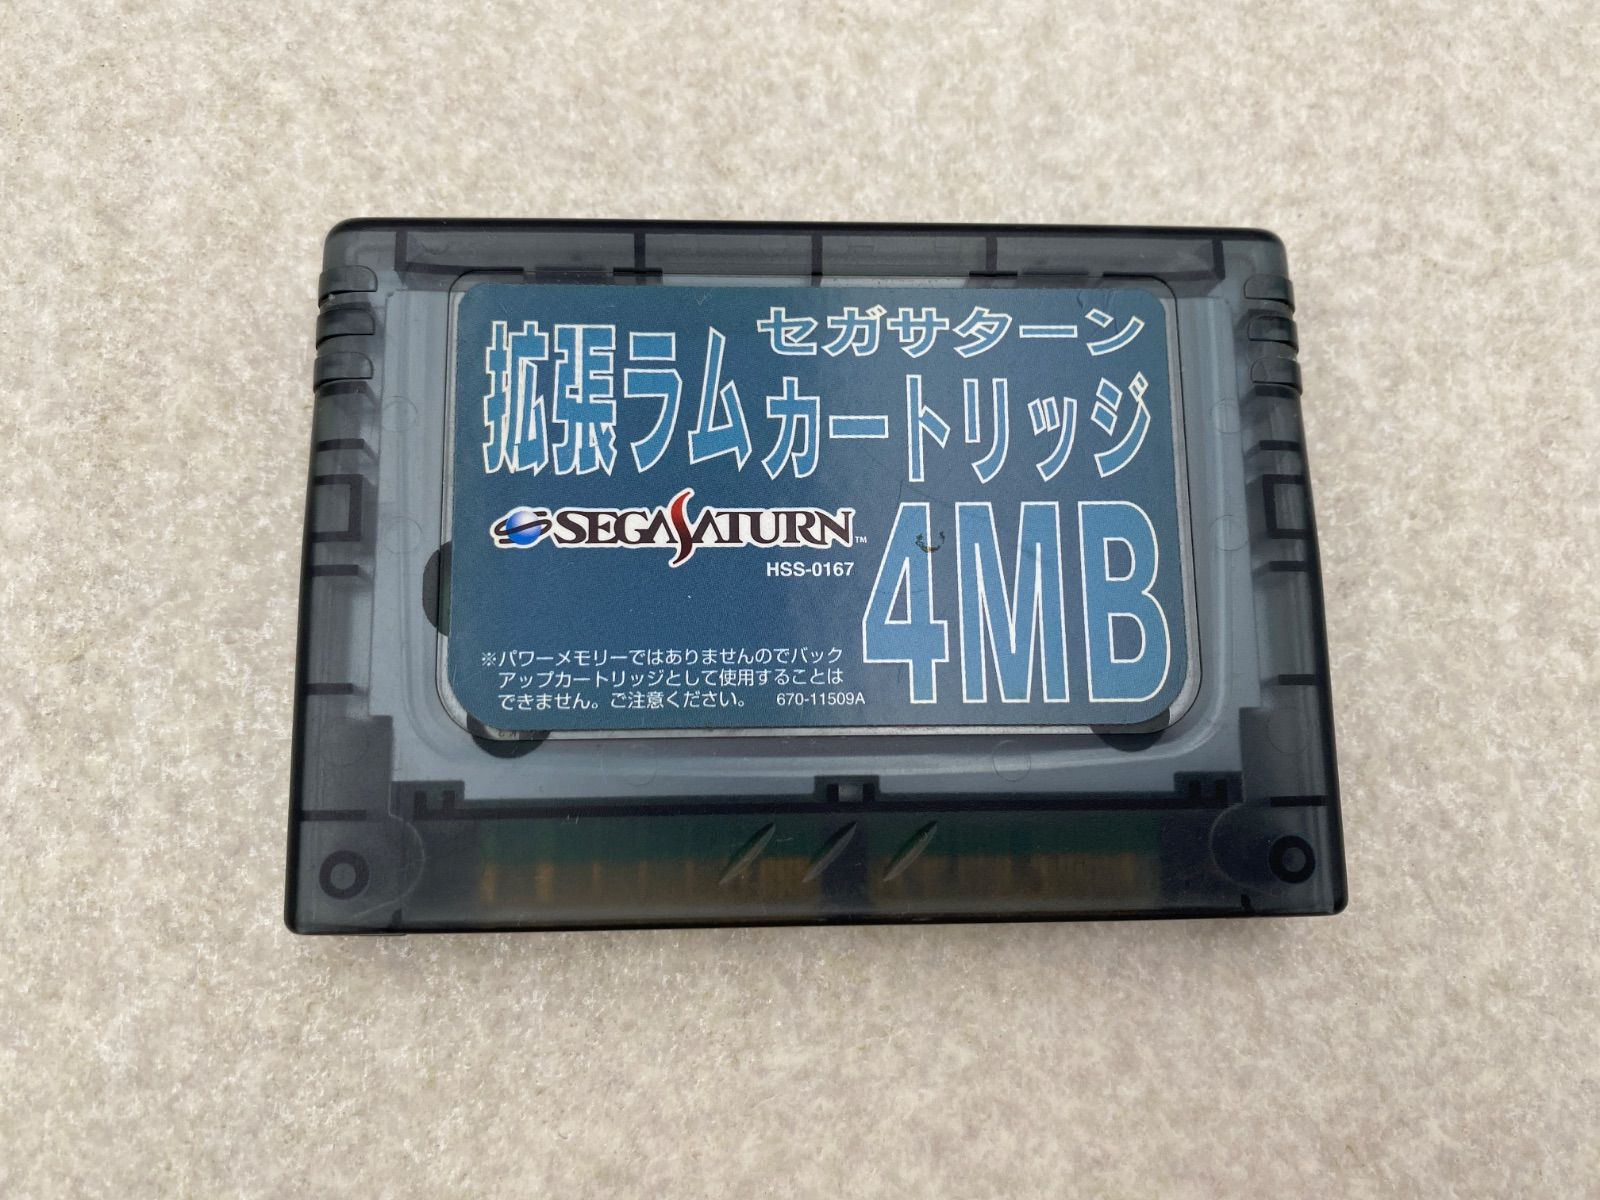 セガサターン
拡張ラムカートリッジ
SEGA SATURN™
HSS-0167
4MB
※パワーメモリーではありませんのでバック
アップカートリッジとして使用することは
できません。ご注意ください。 670-11509A